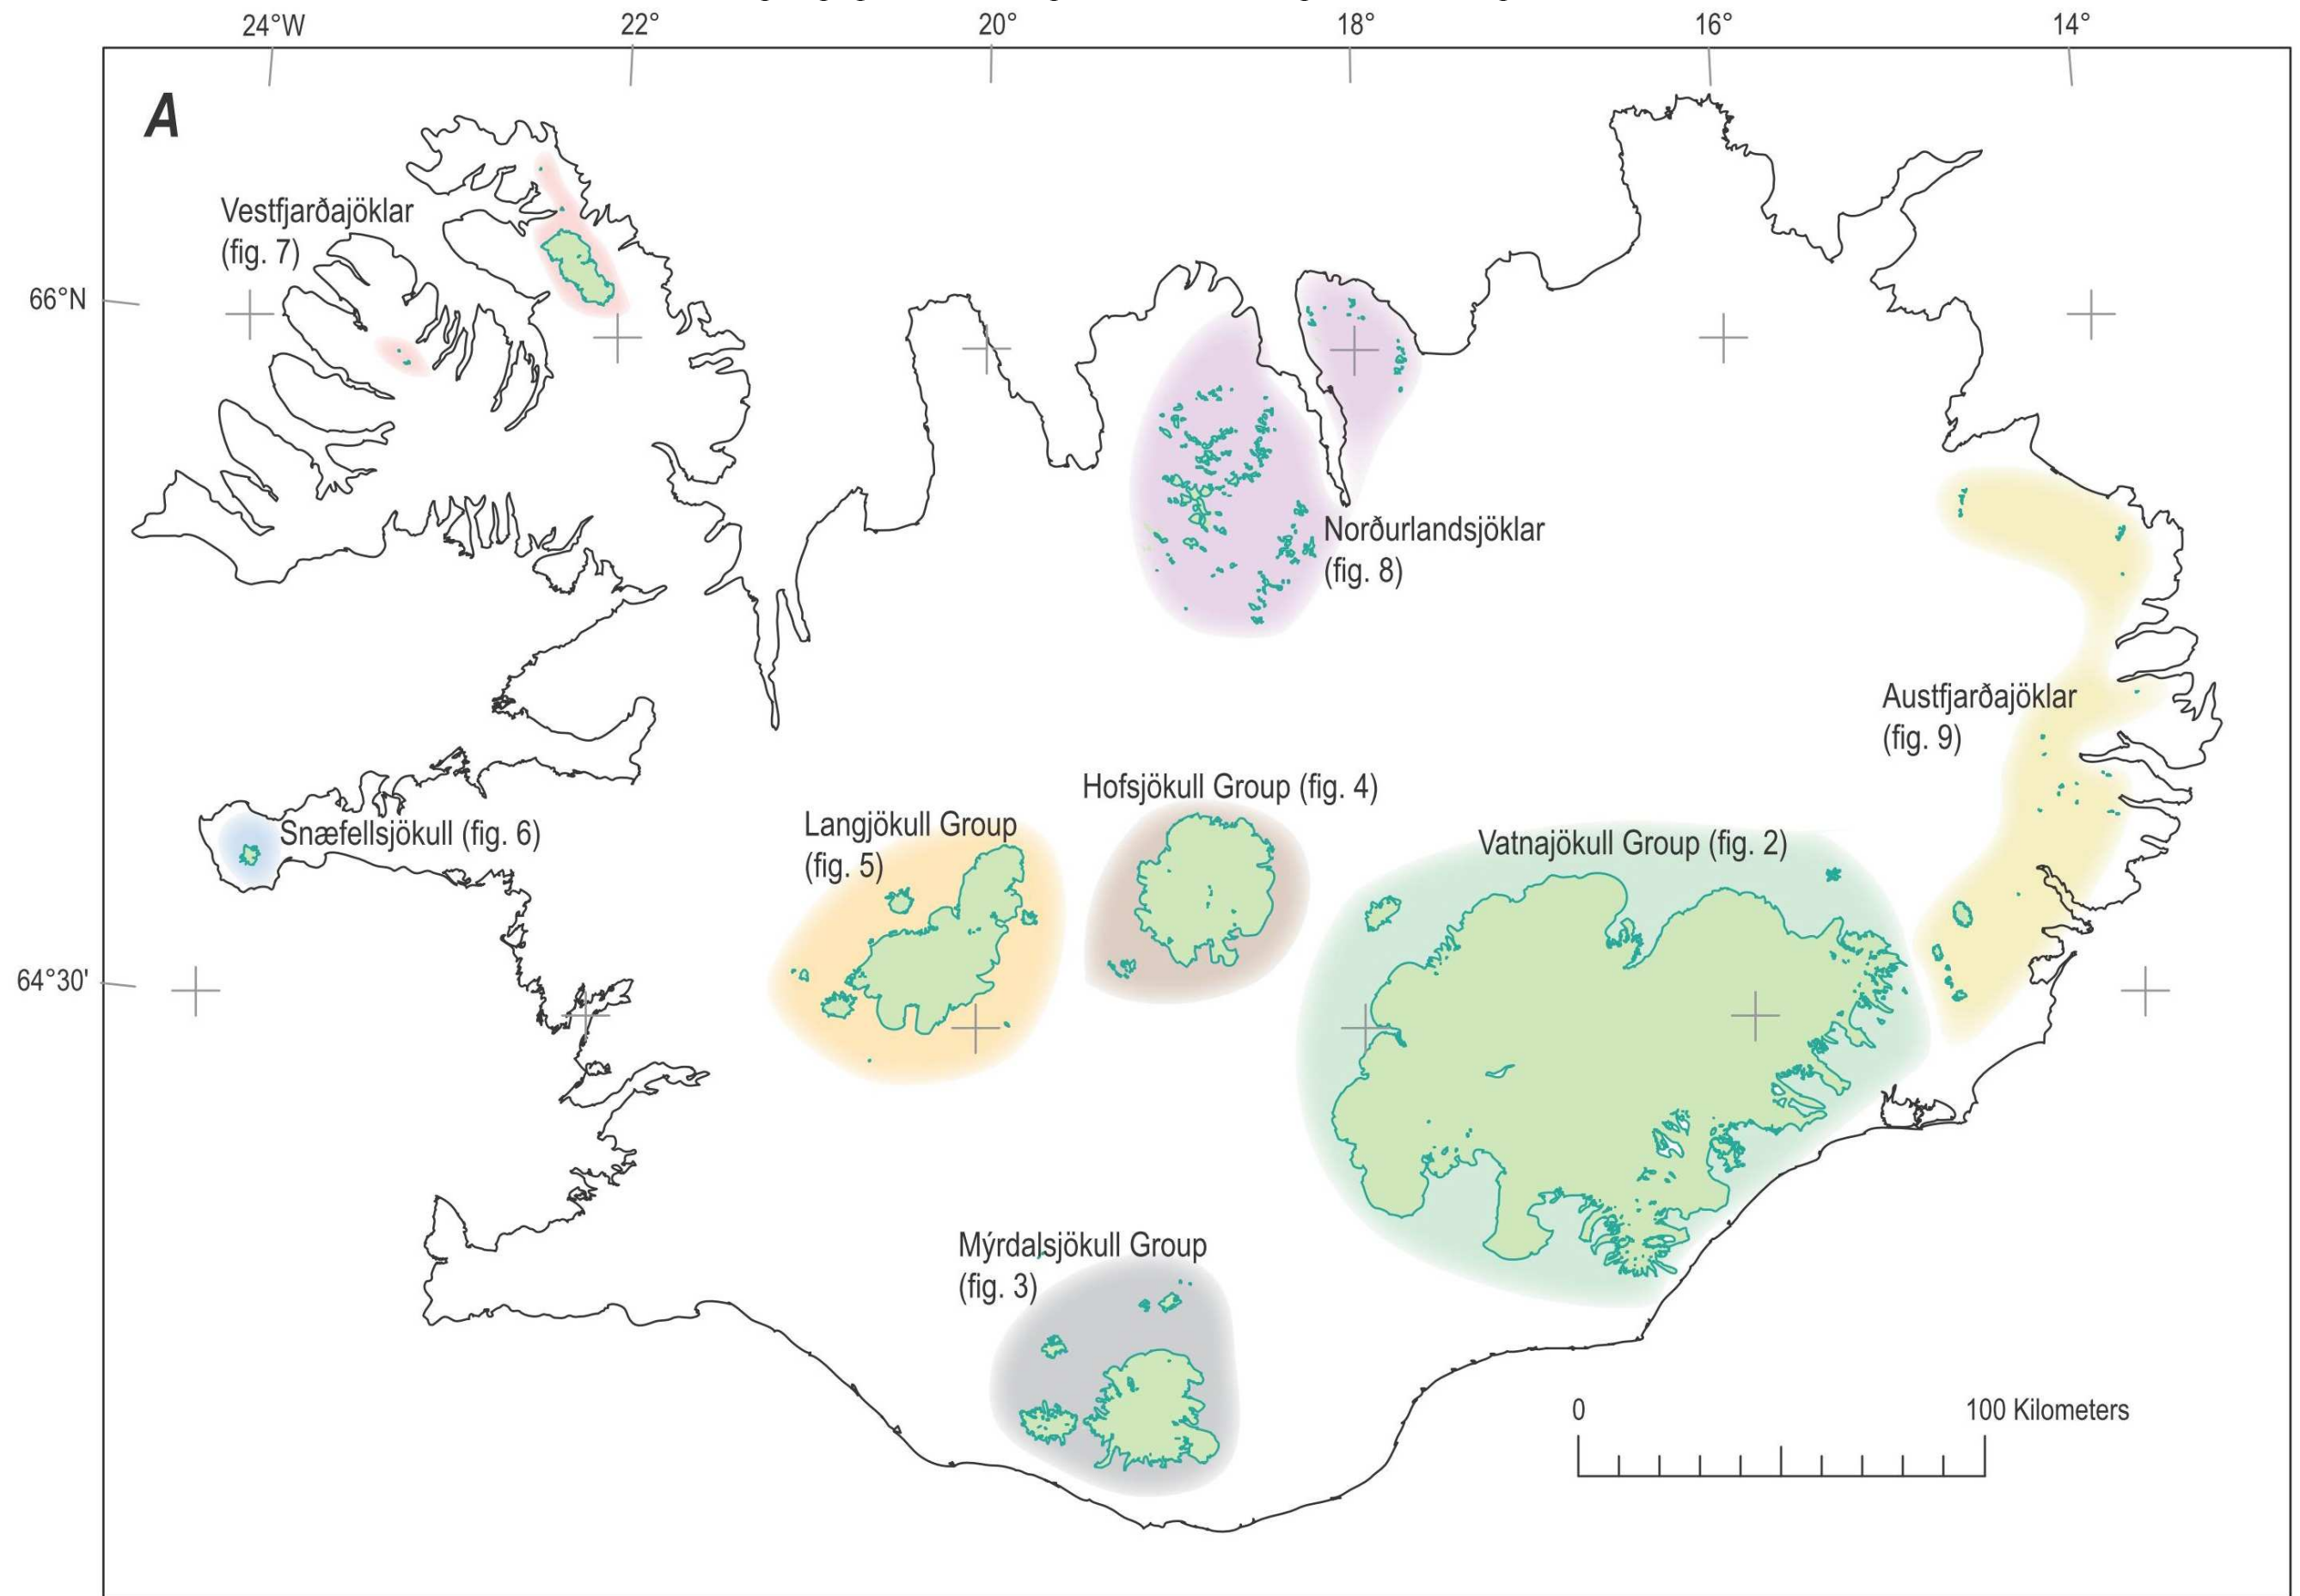 24°W 22° 20° 18° 16° 14°
A
Vestfjarðajöklar
(fig. 7)
66°N
Norðurlandsjöklar
(fig. 8)
Austfjarðajöklar
(fig. 9)
Hofsjökull Group (fig. 4)
Langjökull Group
(fig. 5)
Snæfellsjökull (fig. 6)
Vatnajökull Group (fig. 2)
64°30'
Mýrdalsjökull Group
(fig. 3)
0 100 Kilometers